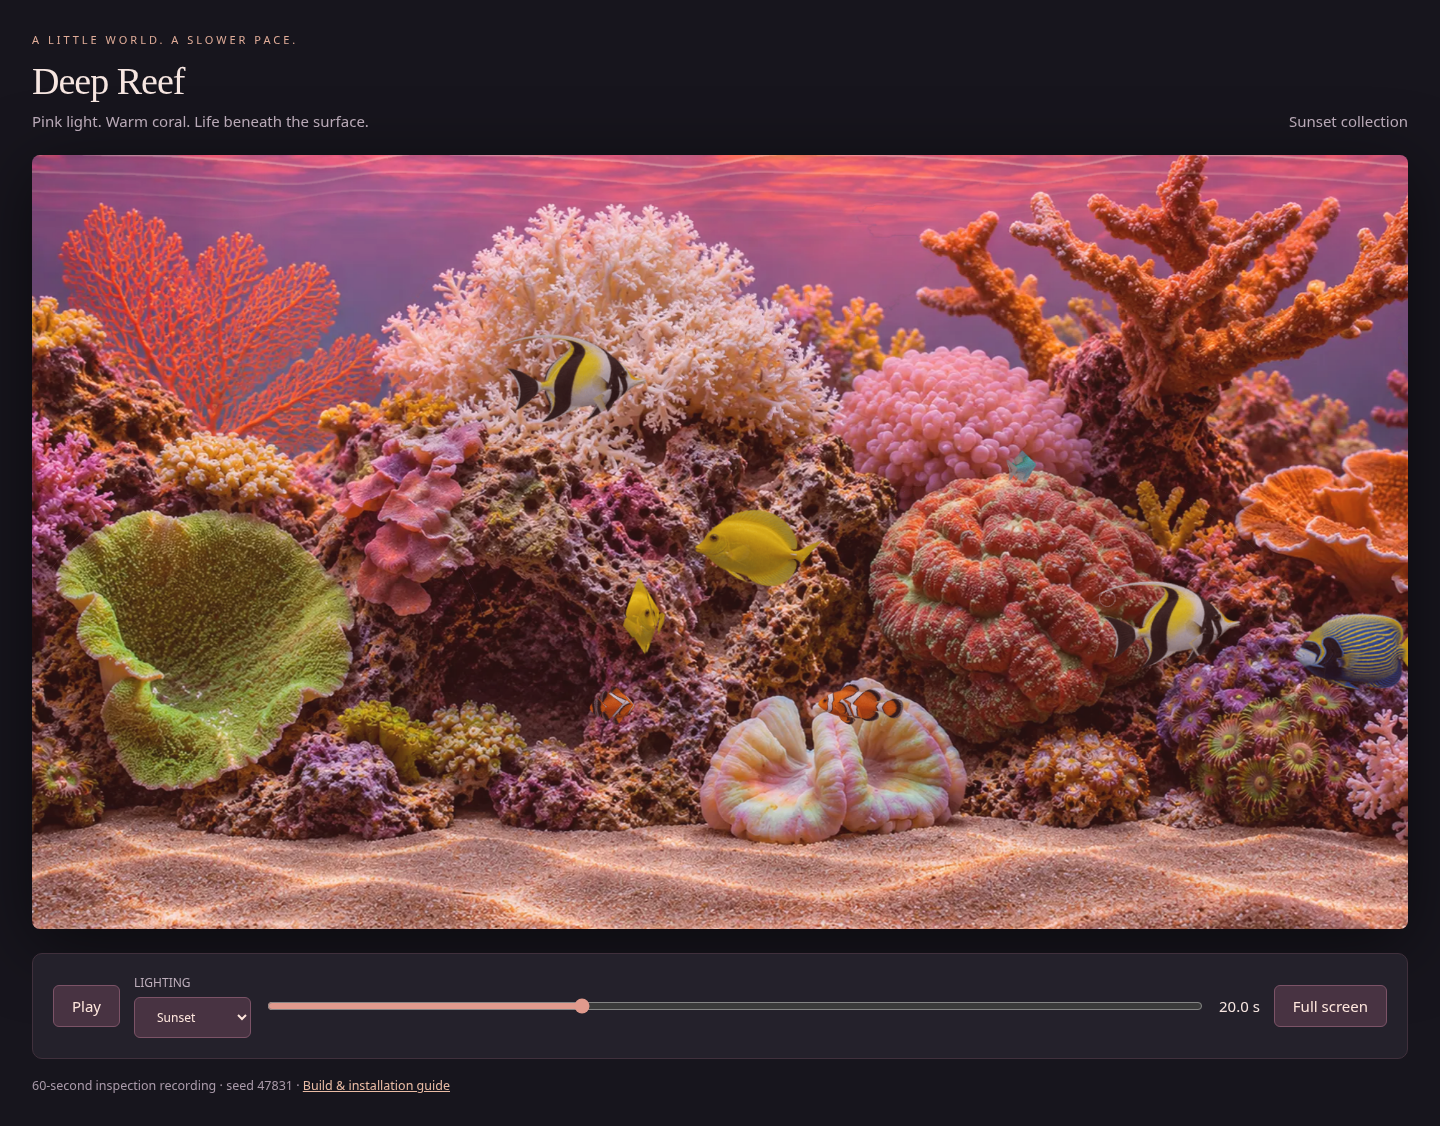 A LITTLE WORLD. A SLOWER PACE.
Deep Reef
Pink light. Warm coral. Life beneath the surface.
Sunset collection
LIGHTING
Play
Sunset
20.0 s
Full screen
60-second inspection recording · seed 47831 · Build & installation guide